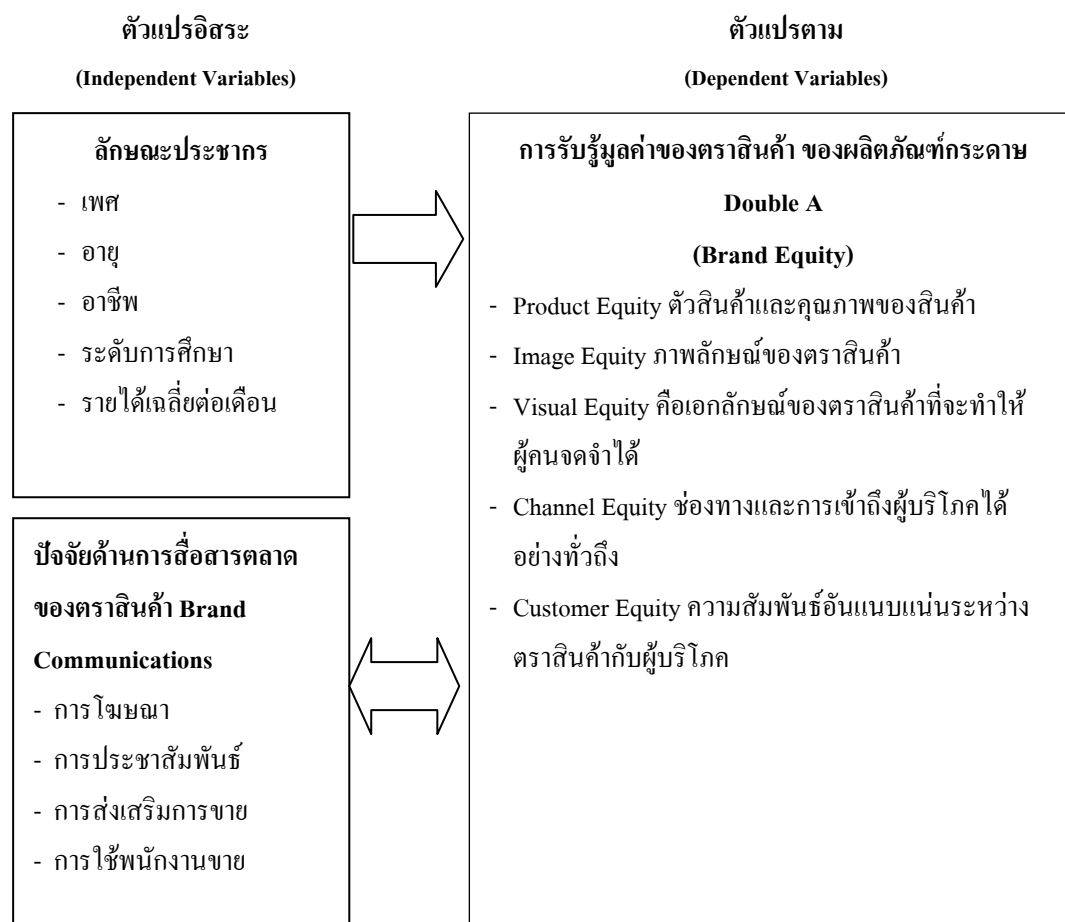 ตัวแปรอิสระ
(Independent Variables)
ลักษณะประชากร
- เพศ
- อายุ
- อาชีพ
- ระดับการศึกษา
- รายได้เฉลี่ยต่อเดือน
ปัจจัยด้านการสื่อสารตลาด
ของตราสินค้า Brand
Communications
- การโฆษณา
- การประชาสัมพันธ์
- การส่งเสริมการขาย
- การใช้พนักงานขาย
ตัวแปรตาม
(Dependent Variables)
การรับรู้มูลค่าของตราสินค้า ของผลิตภัณฑ์กระดาษ
Double A
(Brand Equity)
- Product Equity ตัวสินค้าและคุณภาพของสินค้า
- Image Equity ภาพลักษณ์ของตราสินค้า
- Visual Equity คือเอกลักษณ์ของตราสินค้าที่จะทำให้
ผู้คนจดจำได้
- Channel Equity ช่องทางและการเข้าถึงผู้บริโภคได้
อย่างทั่วถึง
- Customer Equity ความสัมพันธ์อันแนบแน่นระหว่าง
ตราสินค้ากับผู้บริโภค